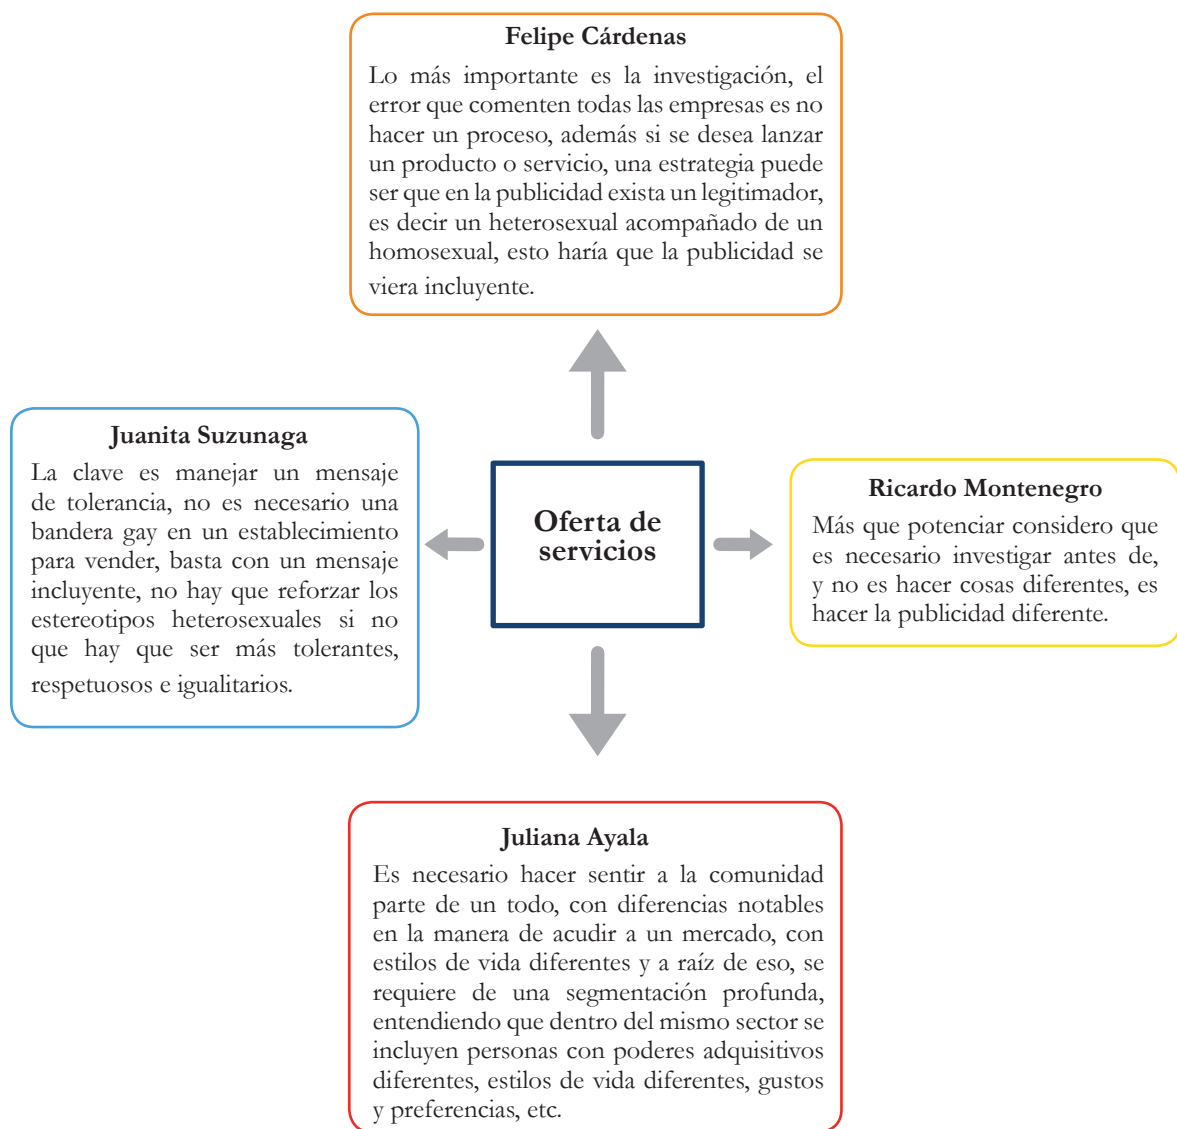 Felipe Cárdenas
Lo más importante es la investigación, el
error que comenten todas las empresas es no
hacer un proceso, además si se desea lanzar
un producto o servicio, una estrategia puede
ser que en la publicidad exista un legitimador,
es decir un heterosexual acompañado de un
homosexual, esto haría que la publicidad se
viera incluyente.
Juanita Suzunaga
La clave es manejar un mensaje
de tolerancia, no es necesario una
bandera gay en un establecimiento
para vender, basta con un mensaje
incluyente, no hay que reforzar los
estereotipos heterosexuales si no
que hay que ser más tolerantes,
respetuosos e igualitarios.
Oferta de
servicios
Ricardo Montenegro
Más que potenciar considero que
es necesario investigar antes de,
y no es hacer cosas diferentes, es
hacer la publicidad diferente.
Juliana Ayala
Es necesario hacer sentir a la comunidad
parte de un todo, con diferencias notables
en la manera de acudir a un mercado, con
estilos de vida diferentes y a raíz de eso, se
requiere de una segmentación profunda,
entendiendo que dentro del mismo sector se
incluyen personas con poderes adquisitivos
diferentes, estilos de vida diferentes, gustos
y preferencias, etc.